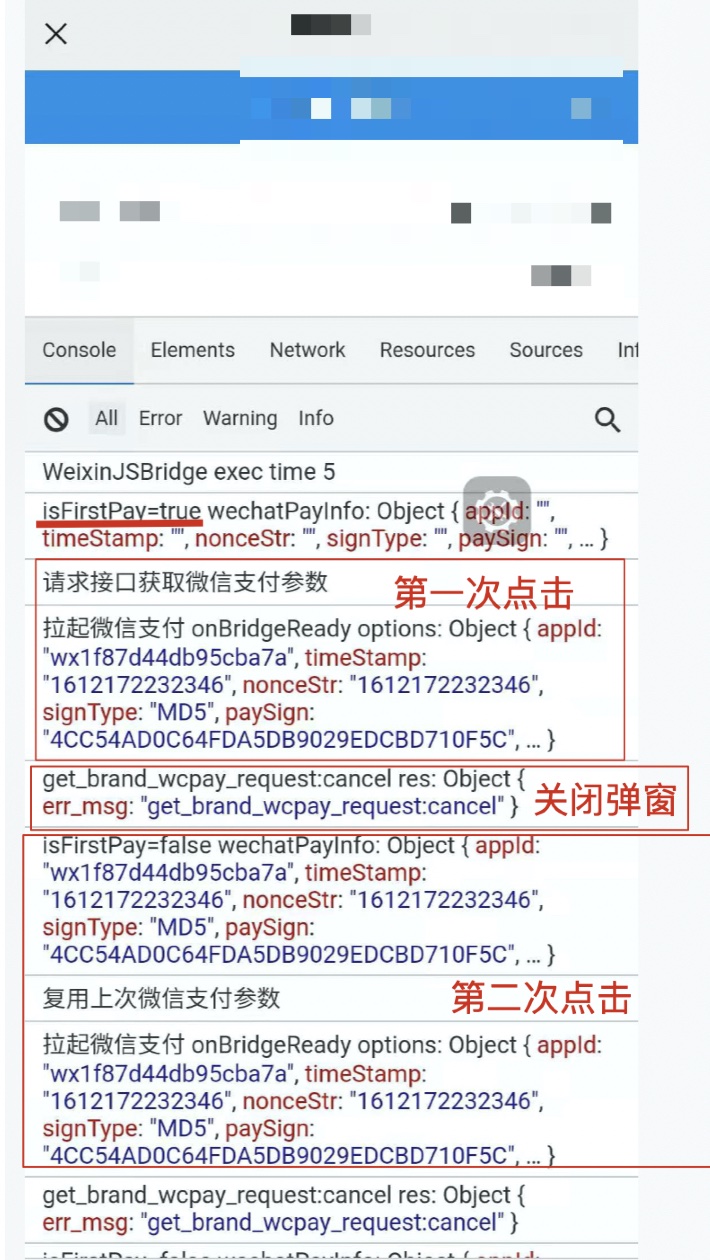 Console Elements Network Resources Sources Inf
All Error Warning Info
WeixinJSBridge exec time 5
isFirstPay=true wechatPayInfo: Object { appId: "",
timeStamp: "", nonceStr: "", signType: "", paySign: "", ... }
请求接口获取微信支付参数
第一次点击
拉起微信支付 onBridgeReady options: Object { appId:
"wx1f87d44db95cba7a", timeStamp:
"1612172232346", nonceStr: "1612172232346",
signType: "MD5", paySign:
"4CC54AD0C64FDA5DB9029EDCBD710F5C", ... }
get_brand_wcpay_request:cancel res: Object {
err_msg: "get_brand_wcpay_request:cancel" }
关闭弹窗
isFirstPay=false wechatPayInfo: Object { appId:
"wx1f87d44db95cba7a", timeStamp:
"1612172232346", nonceStr: "1612172232346",
signType: "MD5", paySign:
"4CC54AD0C64FDA5DB9029EDCBD710F5C", ... }
复用上次微信支付参数
第二次点击
拉起微信支付 onBridgeReady options: Object { appId:
"wx1f87d44db95cba7a", timeStamp:
"1612172232346", nonceStr: "1612172232346",
signType: "MD5", paySign:
"4CC54AD0C64FDA5DB9029EDCBD710F5C", ... }
get_brand_wcpay_request:cancel res: Object {
err_msg: "get_brand_wcpay_request:cancel" }
isFirstPay=false wechatPayInfo: Object { appId: